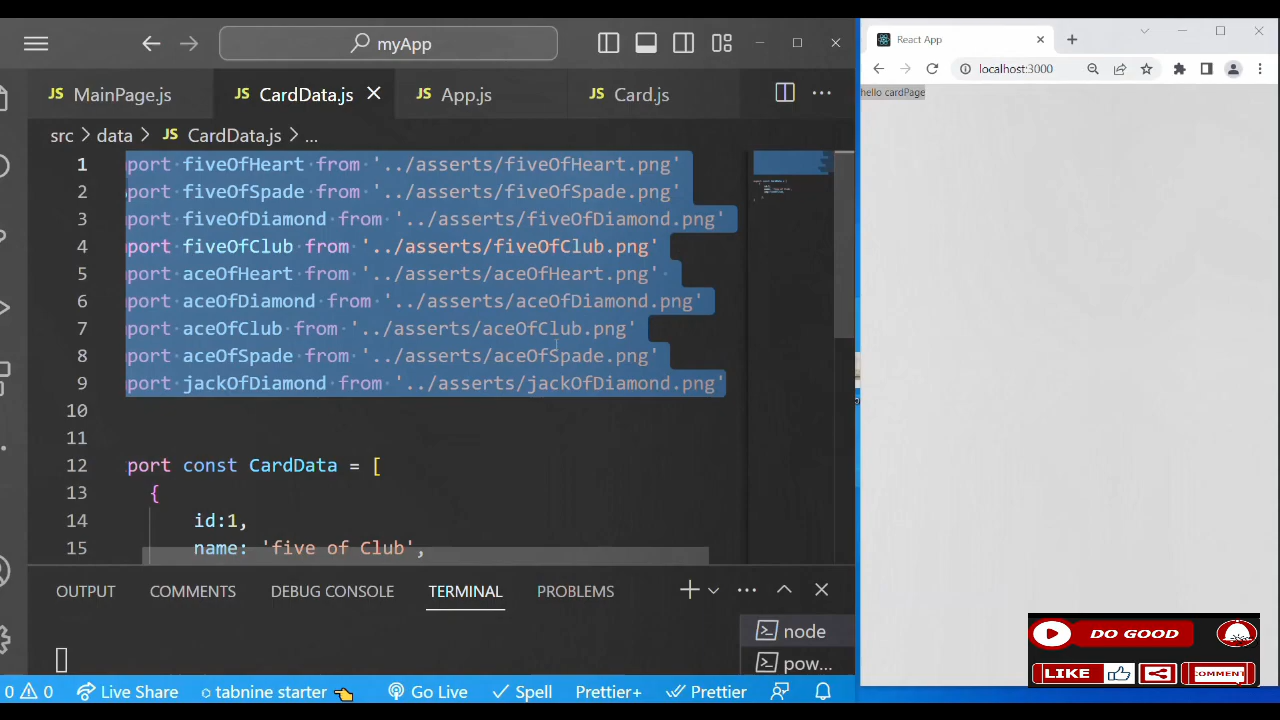 myApp
MainPage.js
CardData.js
App.js
Card.js
src > data > CardData.js > ...
1 port fiveOfHeart from '../asserts/fiveOfHeart.png'
2 port fiveOfSpade from '../asserts/fiveOfSpade.png'
3 port fiveOfDiamond from '../asserts/fiveOfDiamond.png'
4 port fiveOfClub from '../asserts/fiveOfClub.png'
5 port aceOfHeart from '../asserts/aceOfHeart.png'
6 port aceOfDiamond from '../asserts/aceOfDiamond.png'
7 port aceOfClub from '../asserts/aceOfClub.png'
8 port aceOfSpade from '../asserts/aceOfSpade.png'
9 port jackOfDiamond from '../asserts/jackOfDiamond.png'
10
11
12 port const CardData = [
13 {
14 id:1,
15 name: 'five of Club',
OUTPUT COMMENTS DEBUG CONSOLE TERMINAL PROBLEMS
node
pow...
0 0 Live Share tabnine starter Go Live Spell Prettier+ Prettier
React App
localhost:3000
hello cardPage
DO GOOD
LIKE COMMENT